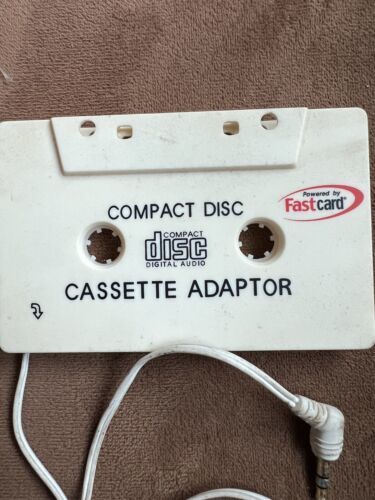 Powered by
Fastcard®
COMPACT DISC
COMPACT
disc
DIGITAL AUDIO
CASSETTE ADAPTOR